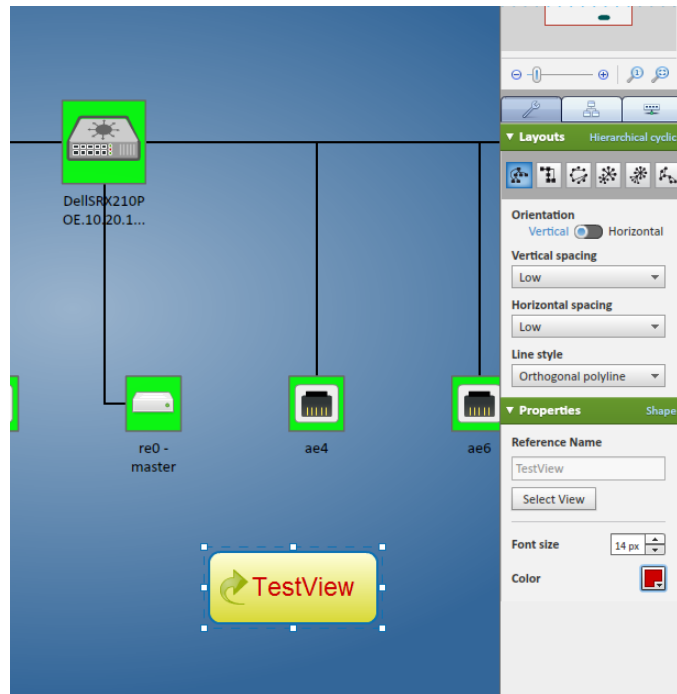 Layouts
Hierarchical cyclic
Orientation
Vertical Horizontal
Vertical spacing
Low
Horizontal spacing
Low
Line style
Orthogonal polyline
Properties
Shape
Reference Name
TestView
Select View
Font size
14 px
Color
DellSRX210P
OE.10.20.1...
re0 -
master
ae4
ae6
TestView